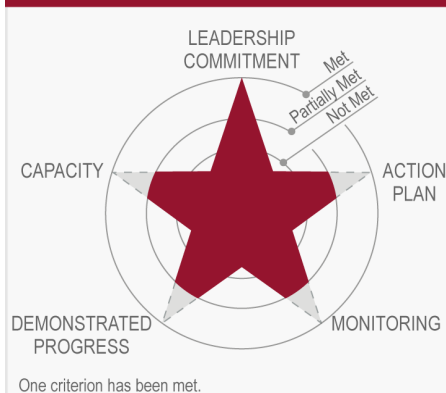 LEADERSHIP
COMMITMENT
Met
Partially Met
Not Met
CAPACITY
ACTION
PLAN
DEMONSTRATED
PROGRESS
MONITORING
One criterion has been met.